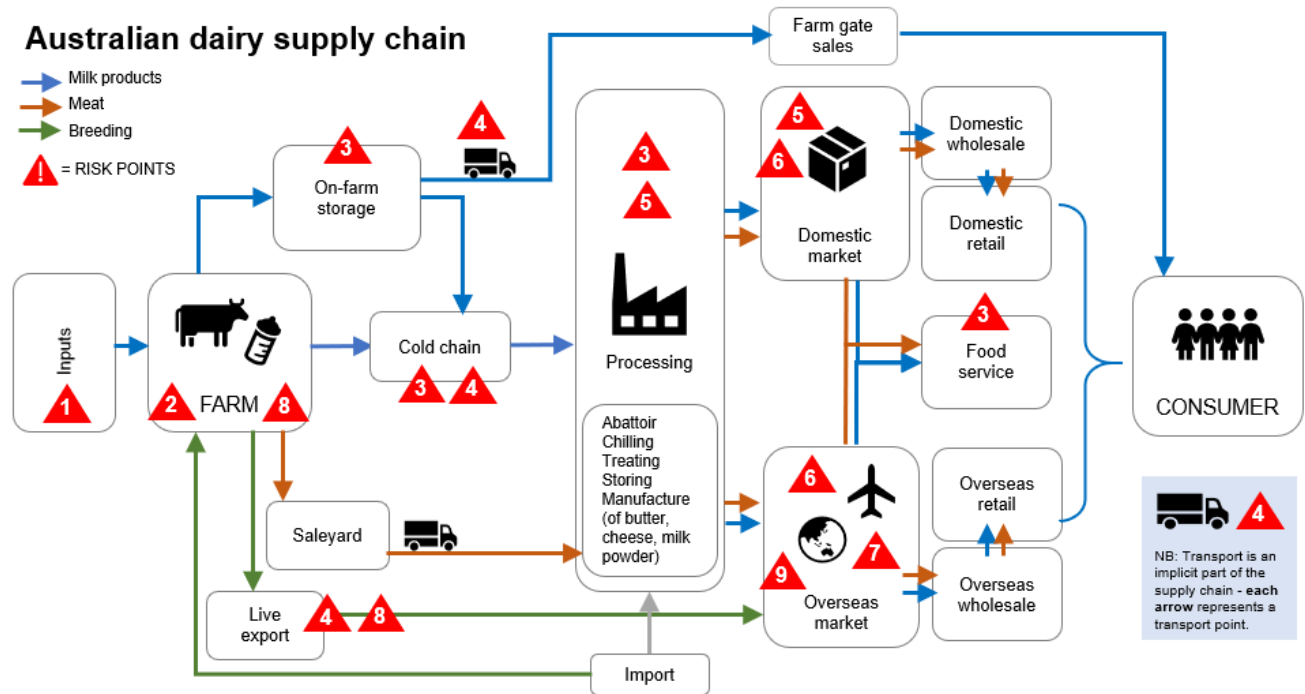 Australian dairy supply chain
Milk products
Meat
Breeding
!
= RISK POINTS
Farm gate
sales
3
On-farm
storage
4
3
5
Processing
Abattoir
Chilling
Treating
Storing
Manufacture
(of butter,
cheese, milk
powder)
5
6
Domestic
market
Domestic
wholesale
Domestic
retail
Inputs
1
2
FARM
8
Cold chain
3
4
3
Food
service
CONSUMER
Saleyard
Live
export
4
8
Import
6
7
9
Overseas
market
Overseas
retail
Overseas
wholesale
4
NB: Transport is an
implicit part of the
supply chain - each
arrow represents a
transport point.